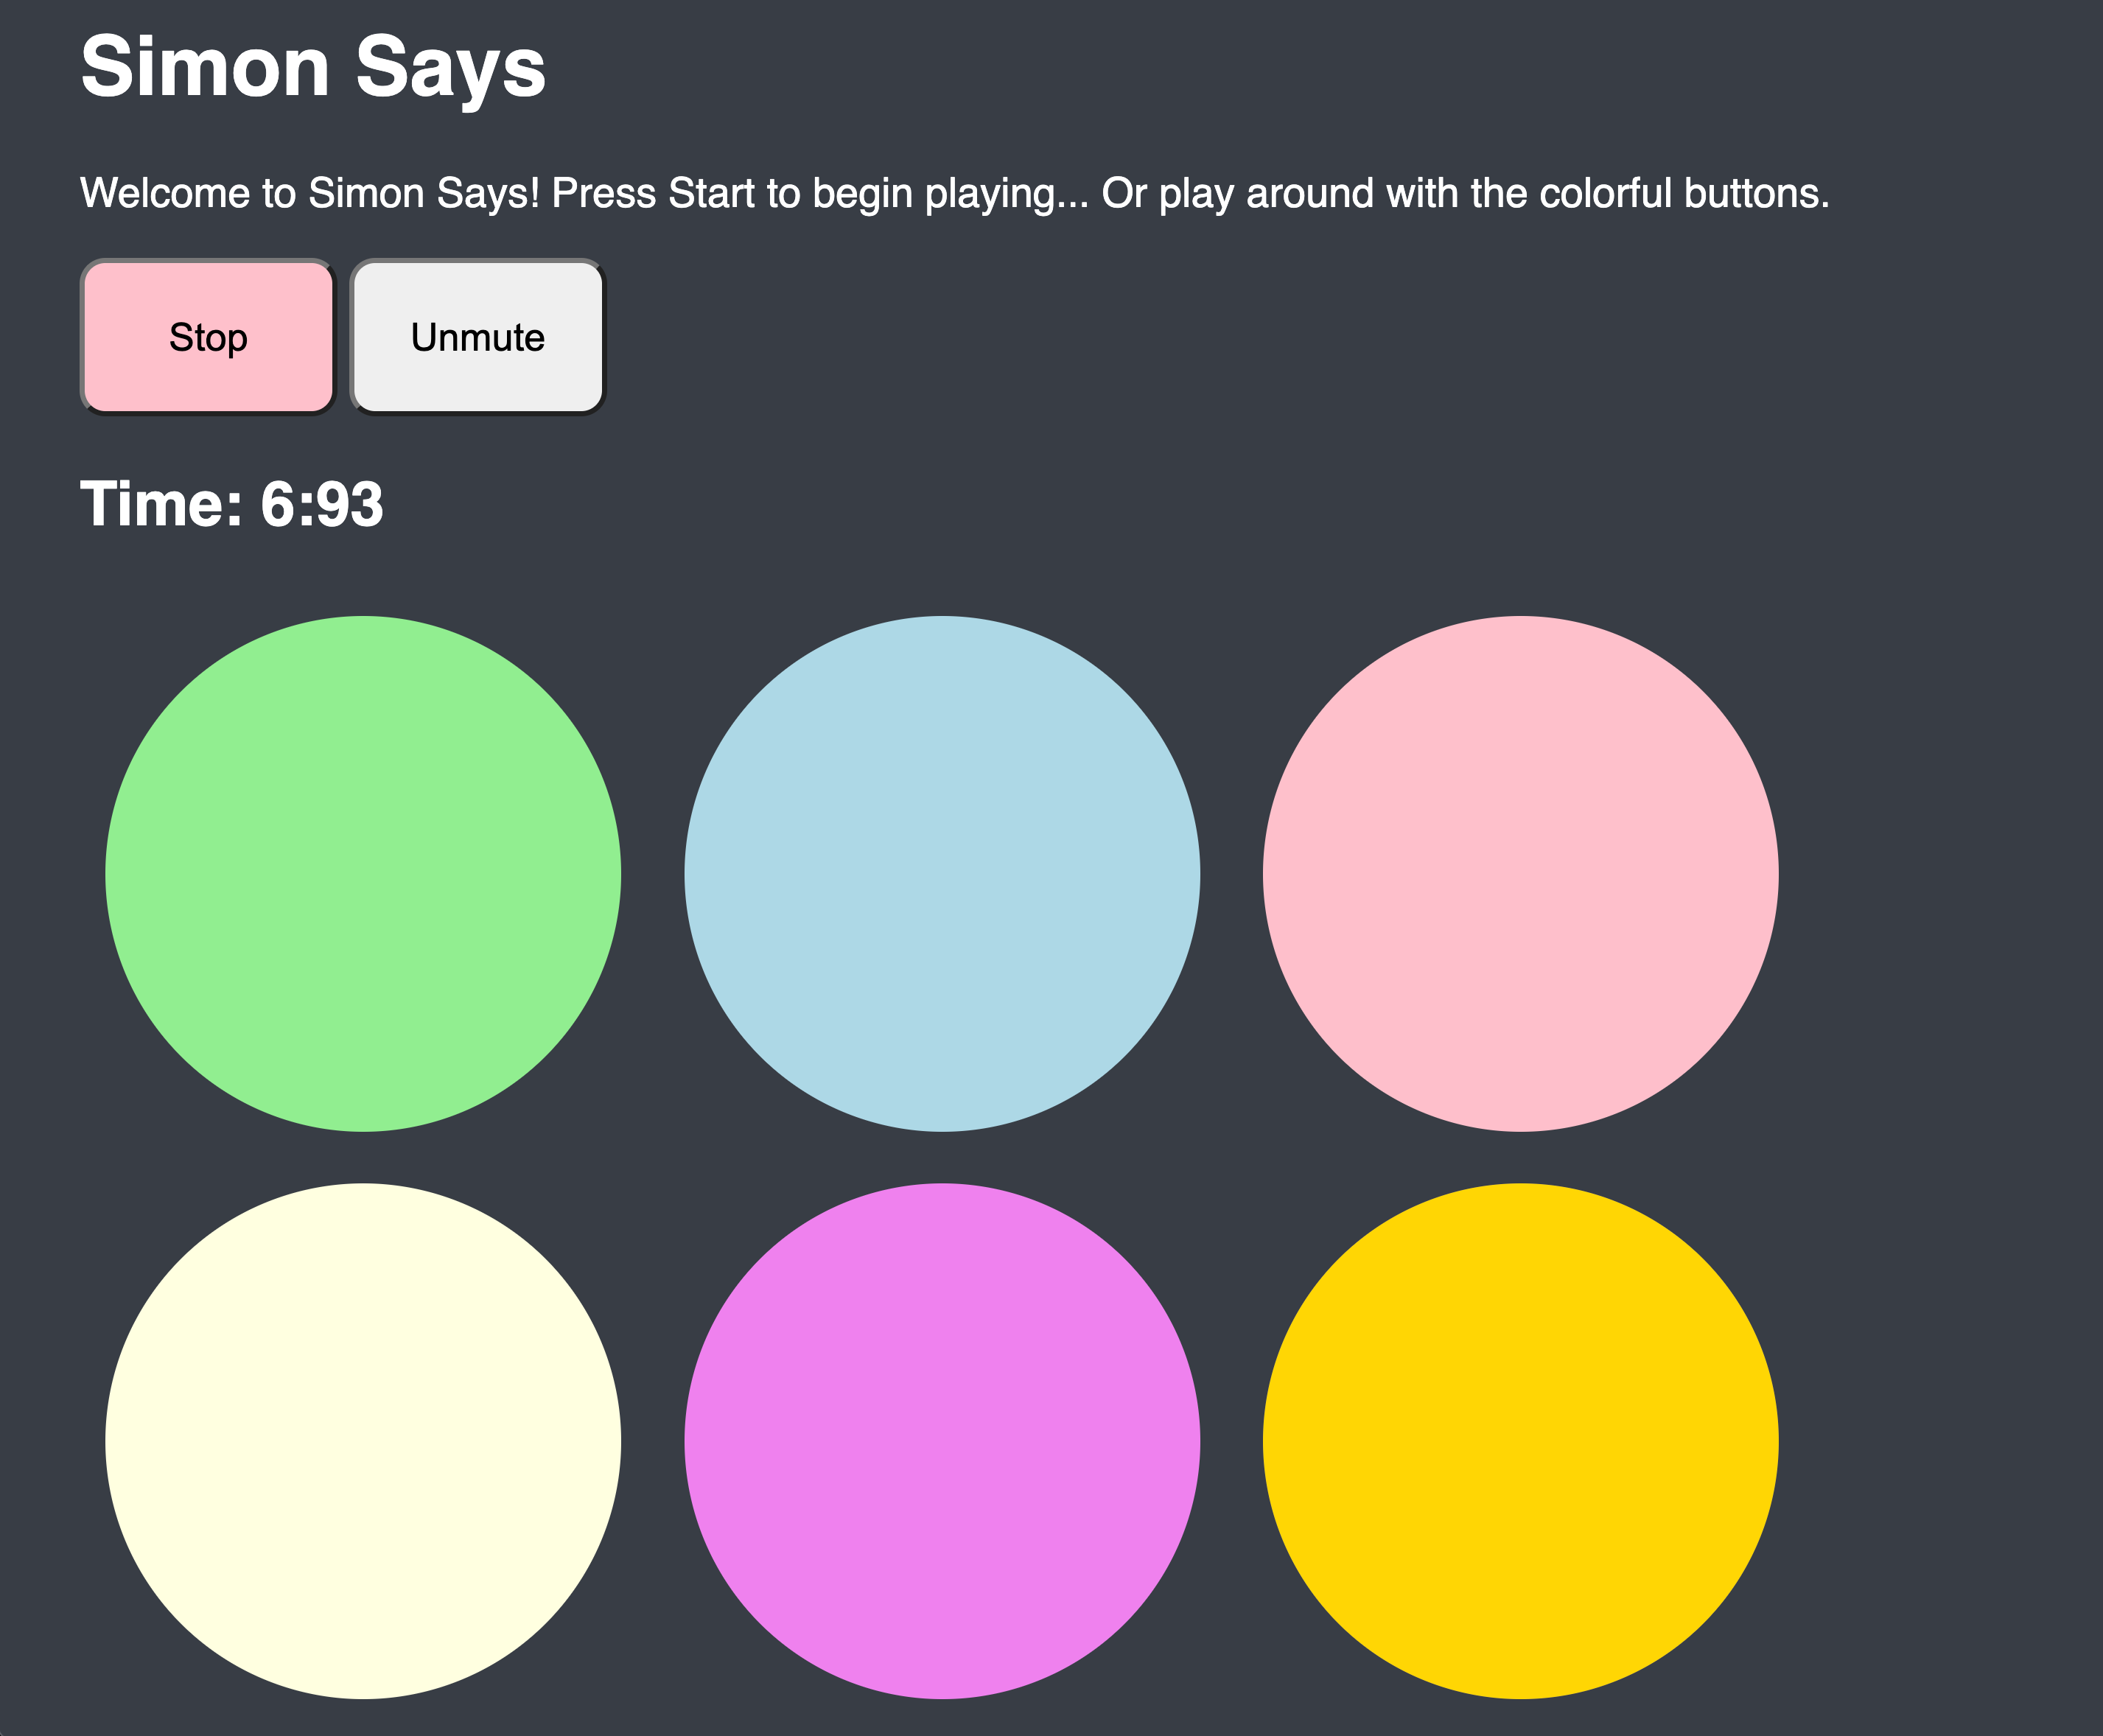 Simon Says
Welcome to Simon Says! Press Start to begin playing... Or play around with the colorful buttons.
Stop
Unmute
Time: 6:93